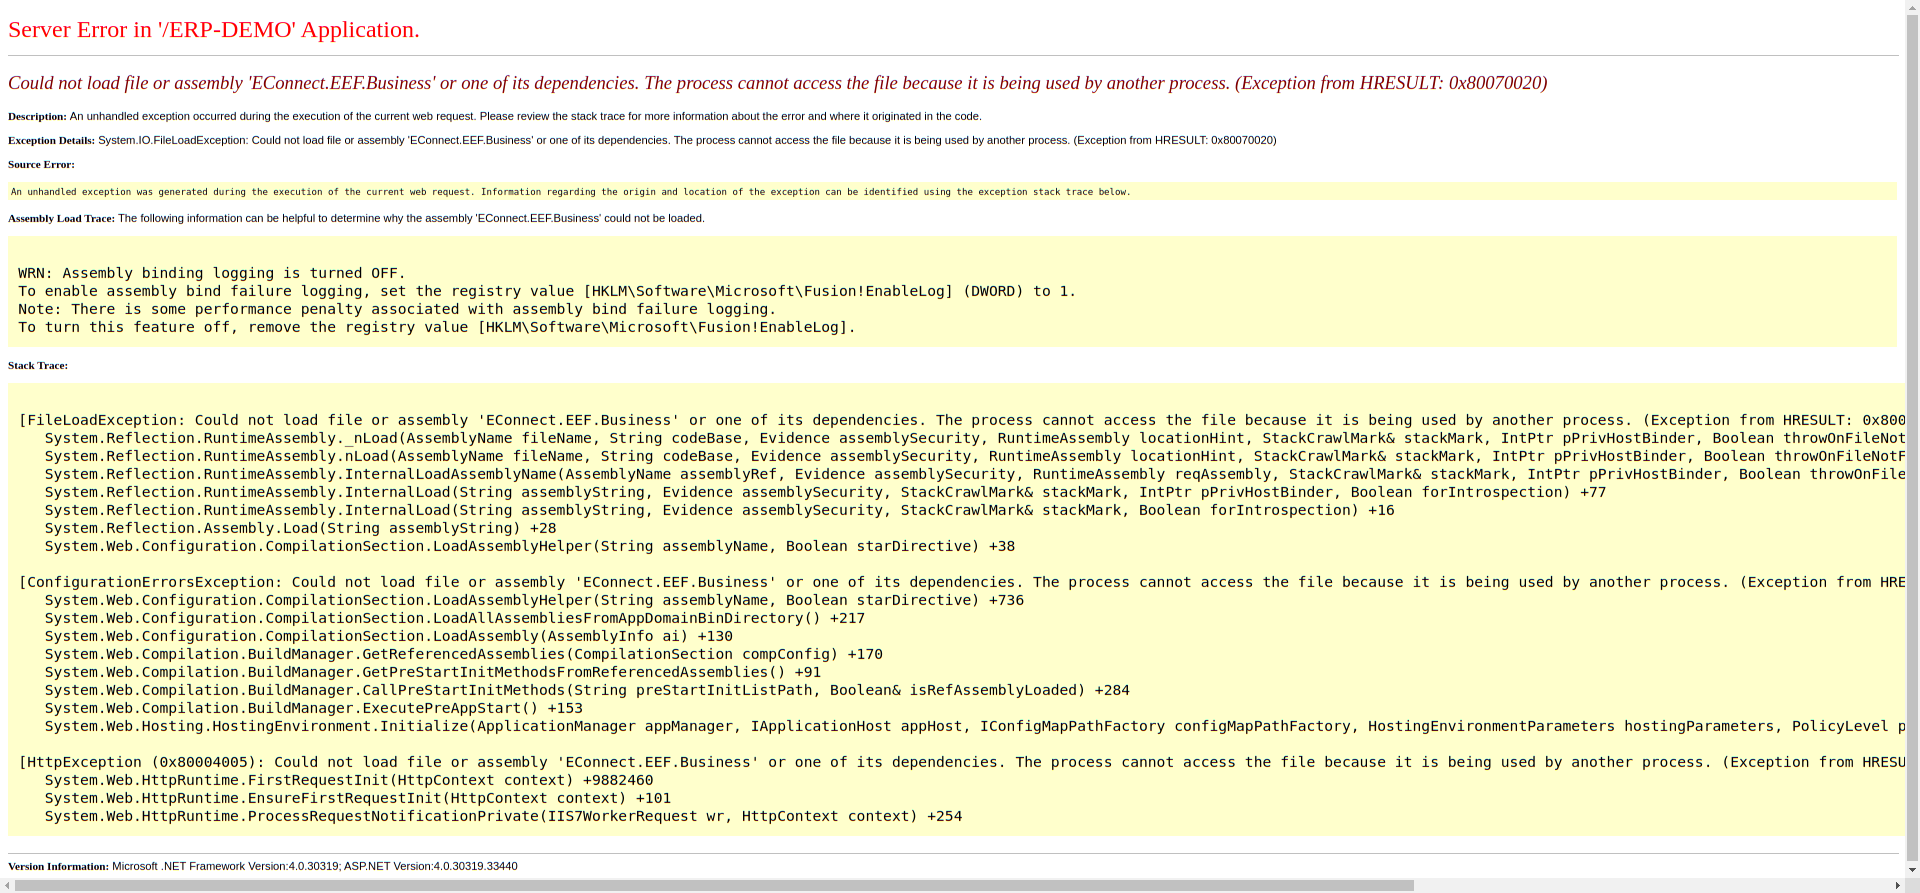 Server Error in '/ERP-DEMO' Application.
Could not load file or assembly 'EConnect.EEF.Business' or one of its dependencies. The process cannot access the file because it is being used by another process. (Exception from HRESULT: 0x80070020)
Description: An unhandled exception occurred during the execution of the current web request. Please review the stack trace for more information about the error and where it originated in the code.
Exception Details: System.IO.FileLoadException: Could not load file or assembly 'EConnect.EEF.Business' or one of its dependencies. The process cannot access the file because it is being used by another process. (Exception from HRESULT: 0x80070020)
Source Error:
An unhandled exception was generated during the execution of the current web request. Information regarding the origin and location of the exception can be identified using the exception stack trace below.
Assembly Load Trace: The following information can be helpful to determine why the assembly 'EConnect.EEF.Business' could not be loaded.
WRN: Assembly binding logging is turned OFF.
To enable assembly bind failure logging, set the registry value [HKLM\Software\Microsoft\Fusion!EnableLog] (DWORD) to 1.
Note: There is some performance penalty associated with assembly bind failure logging.
To turn this feature off, remove the registry value [HKLM\Software\Microsoft\Fusion!EnableLog].
Stack Trace:
[FileLoadException: Could not load file or assembly 'EConnect.EEF.Business' or one of its dependencies. The process cannot access the file because it is being used by another process. (Exception from HRESULT: 0x800
System.Reflection.RuntimeAssembly._nLoad(AssemblyName fileName, String codeBase, Evidence assemblySecurity, RuntimeAssembly locationHint, StackCrawlMark& stackMark, IntPtr pPrivHostBinder, Boolean throwOnFileNot
System.Reflection.RuntimeAssembly.nLoad(AssemblyName fileName, String codeBase, Evidence assemblySecurity, RuntimeAssembly locationHint, StackCrawlMark& stackMark, IntPtr pPrivHostBinder, Boolean throwOnFileNotF
System.Reflection.RuntimeAssembly.InternalLoadAssemblyName(AssemblyName assemblyRef, Evidence assemblySecurity, RuntimeAssembly reqAssembly, StackCrawlMark& stackMark, IntPtr pPrivHostBinder, Boolean throwOnFile
System.Reflection.RuntimeAssembly.InternalLoad(String assemblyString, Evidence assemblySecurity, StackCrawlMark& stackMark, IntPtr pPrivHostBinder, Boolean forIntrospection) +77
System.Reflection.RuntimeAssembly.InternalLoad(String assemblyString, Evidence assemblySecurity, StackCrawlMark& stackMark, Boolean forIntrospection) +16
System.Reflection.Assembly.Load(String assemblyString) +28
System.Web.Configuration.CompilationSection.LoadAssemblyHelper(String assemblyName, Boolean starDirective) +38
[ConfigurationErrorsException: Could not load file or assembly 'EConnect.EEF.Business' or one of its dependencies. The process cannot access the file because it is being used by another process. (Exception from HRE
System.Web.Configuration.CompilationSection.LoadAssemblyHelper(String assemblyName, Boolean starDirective) +736
System.Web.Configuration.CompilationSection.LoadAllAssembliesFromAppDomainBinDirectory() +217
System.Web.Configuration.CompilationSection.LoadAssembly(AssemblyInfo ai) +130
System.Web.Compilation.BuildManager.GetReferencedAssemblies(CompilationSection compConfig) +170
System.Web.Compilation.BuildManager.GetPreStartInitMethodsFromReferencedAssemblies() +91
System.Web.Compilation.BuildManager.CallPreStartInitMethods(String preStartInitListPath, Boolean& isRefAssemblyLoaded) +284
System.Web.Compilation.BuildManager.ExecutePreAppStart() +153
System.Web.Hosting.HostingEnvironment.Initialize(ApplicationManager appManager, IApplicationHost appHost, IConfigMapPathFactory configMapPathFactory, HostingEnvironmentParameters hostingParameters, PolicyLevel p
[HttpException (0x80004005): Could not load file or assembly 'EConnect.EEF.Business' or one of its dependencies. The process cannot access the file because it is being used by another process. (Exception from HRESU
System.Web.HttpRuntime.FirstRequestInit(HttpContext context) +9882460
System.Web.HttpRuntime.EnsureFirstRequestInit(HttpContext context) +101
System.Web.HttpRuntime.ProcessRequestNotificationPrivate(IIS7WorkerRequest wr, HttpContext context) +254
Version Information: Microsoft .NET Framework Version:4.0.30319; ASP.NET Version:4.0.30319.33440